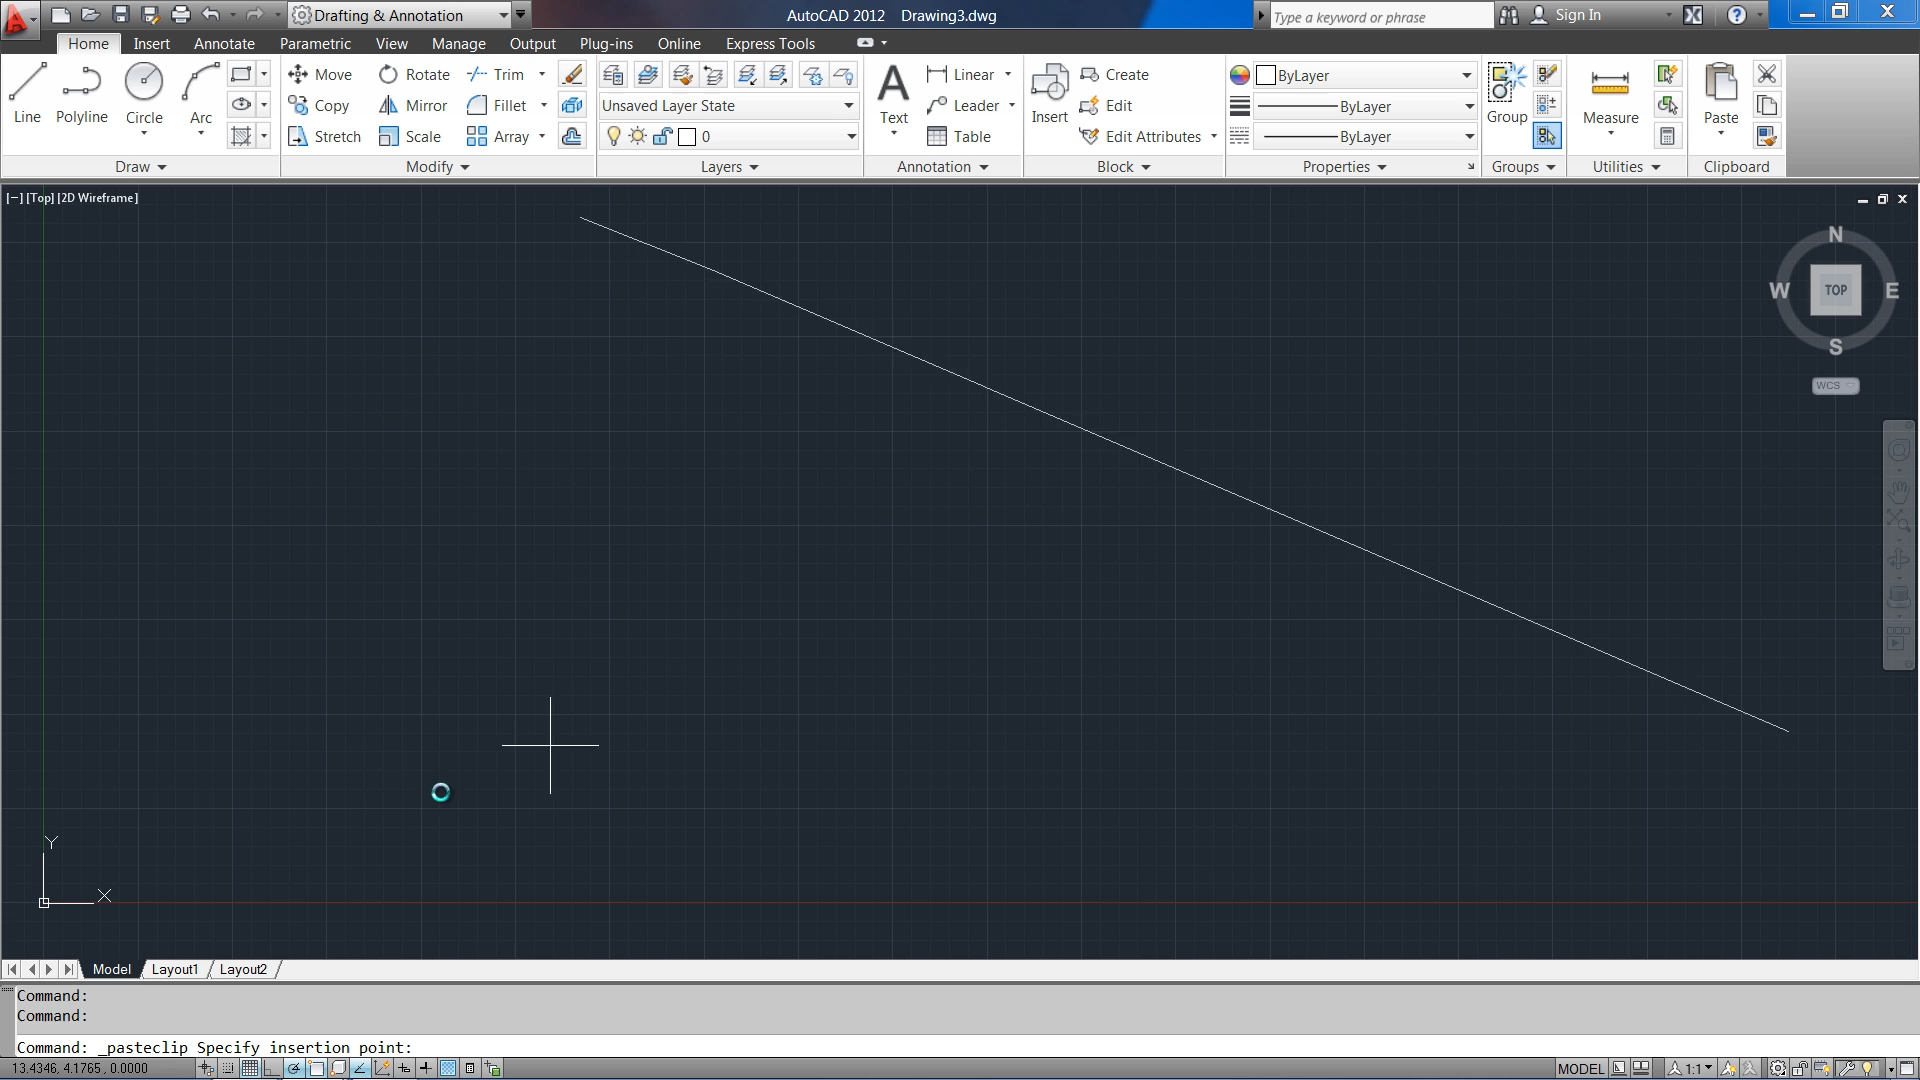 Drafting & Annotation
AutoCAD 2012 Drawing3.dwg
Type a keyword or phrase
Sign In
Home Insert Annotate Parametric View Manage Output Plug-ins Online Express Tools
Line Polyline Circle Arc
Move Rotate Trim
Copy Mirror Fillet
Stretch Scale Array
Unsaved Layer State
0
Text
Linear
Leader
Table
Insert
Create
Edit
Edit Attributes
ByLayer
ByLayer
ByLayer
Group
Measure
Paste
Draw Modify Layers Annotation Block Properties Groups Utilities Clipboard
[−] [Top] [2D Wireframe]
N
W TOP E
S
WCS
Y
X
Model Layout1 Layout2
Command:
Command:
Command: _pasteclip Specify insertion point:
13.4346, 4.1765, 0.0000
MODEL
1:1